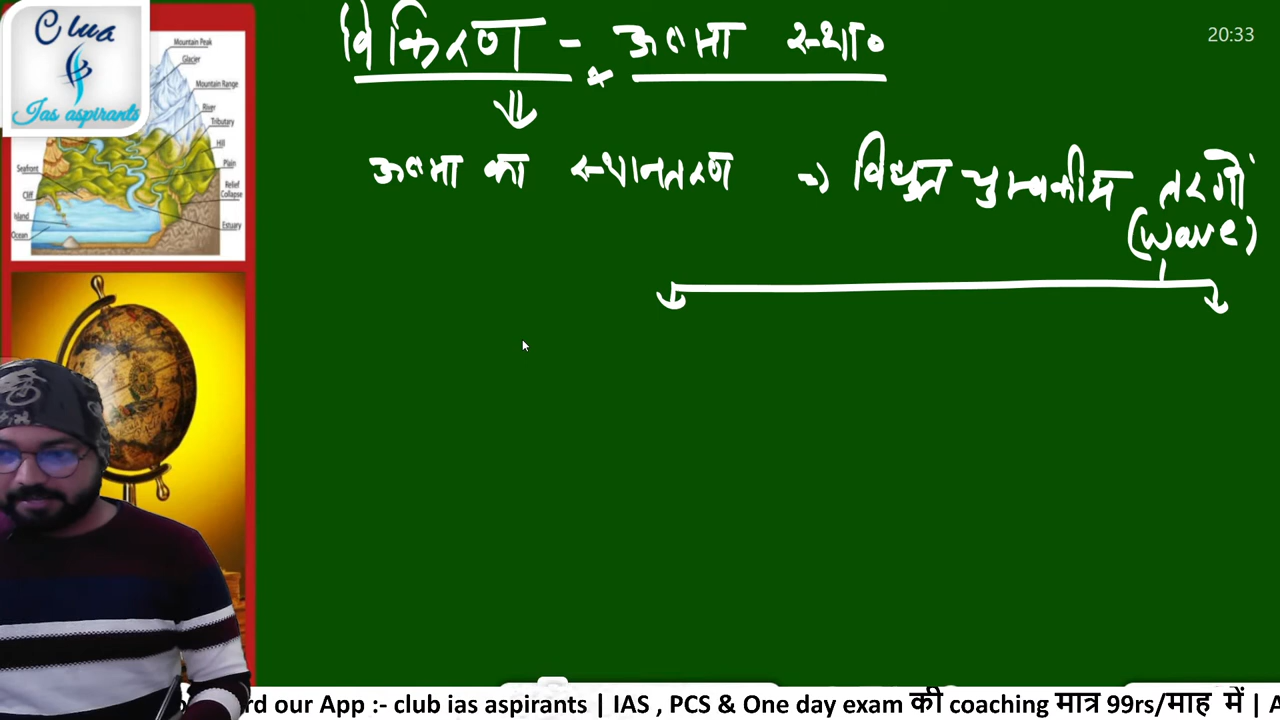 Clua
Ias aspirants
Mountain Peak
Glacier
Mountain Range
River
Tributary
Hill
Plain
Relief
Collapse
Estuary
Seafront
Cliff
Island
Ocean
20:33
विकिरण - ऊष्मा स्था०
ऊष्मा का स्थानतरण => विधुत चुम्बकीय तरंगों
(wave)
rd our App :- club ias aspirants | IAS , PCS & One day exam की coaching मात्र 99rs/माह में | A